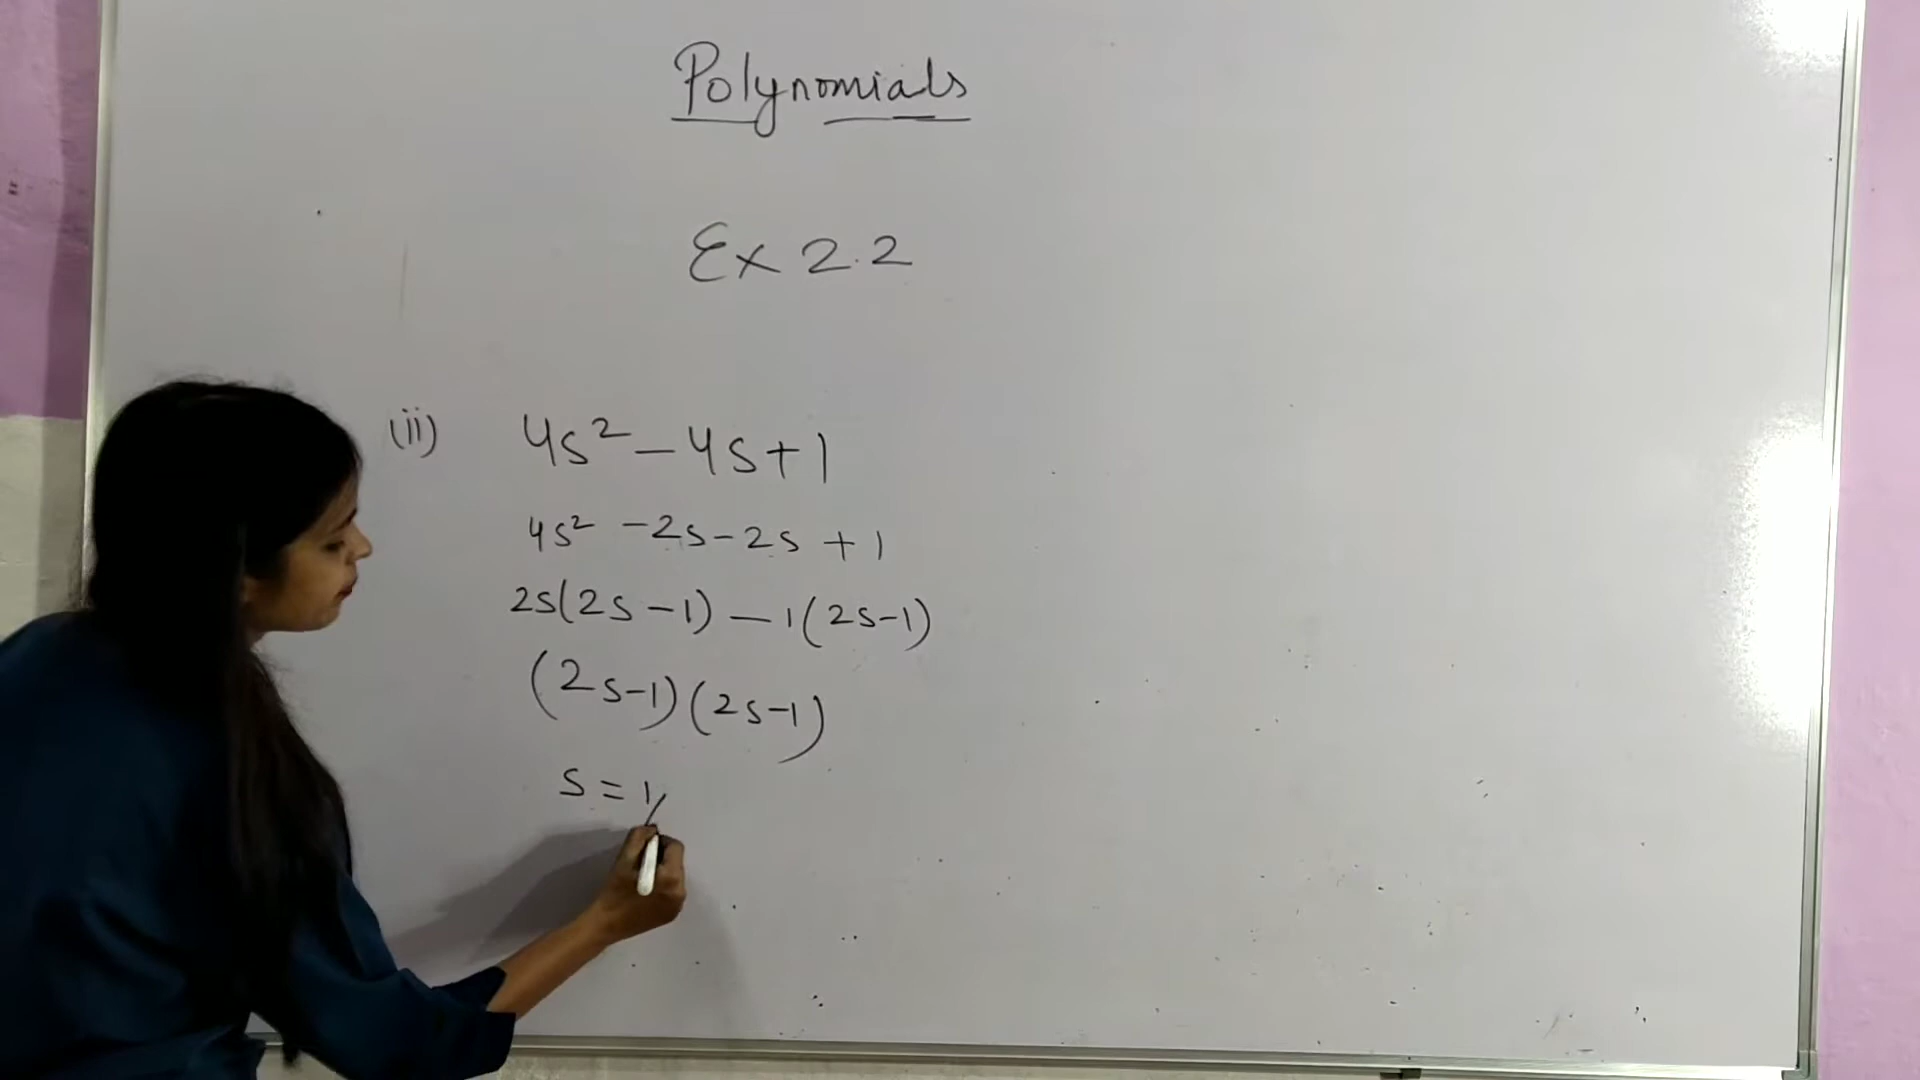 Polynomials
Ex 2.2
(ii) 4s² - 4s + 1
4s² - 2s - 2s + 1
2s(2s - 1) - 1(2s - 1)
(2s - 1)(2s - 1)
s = 1/